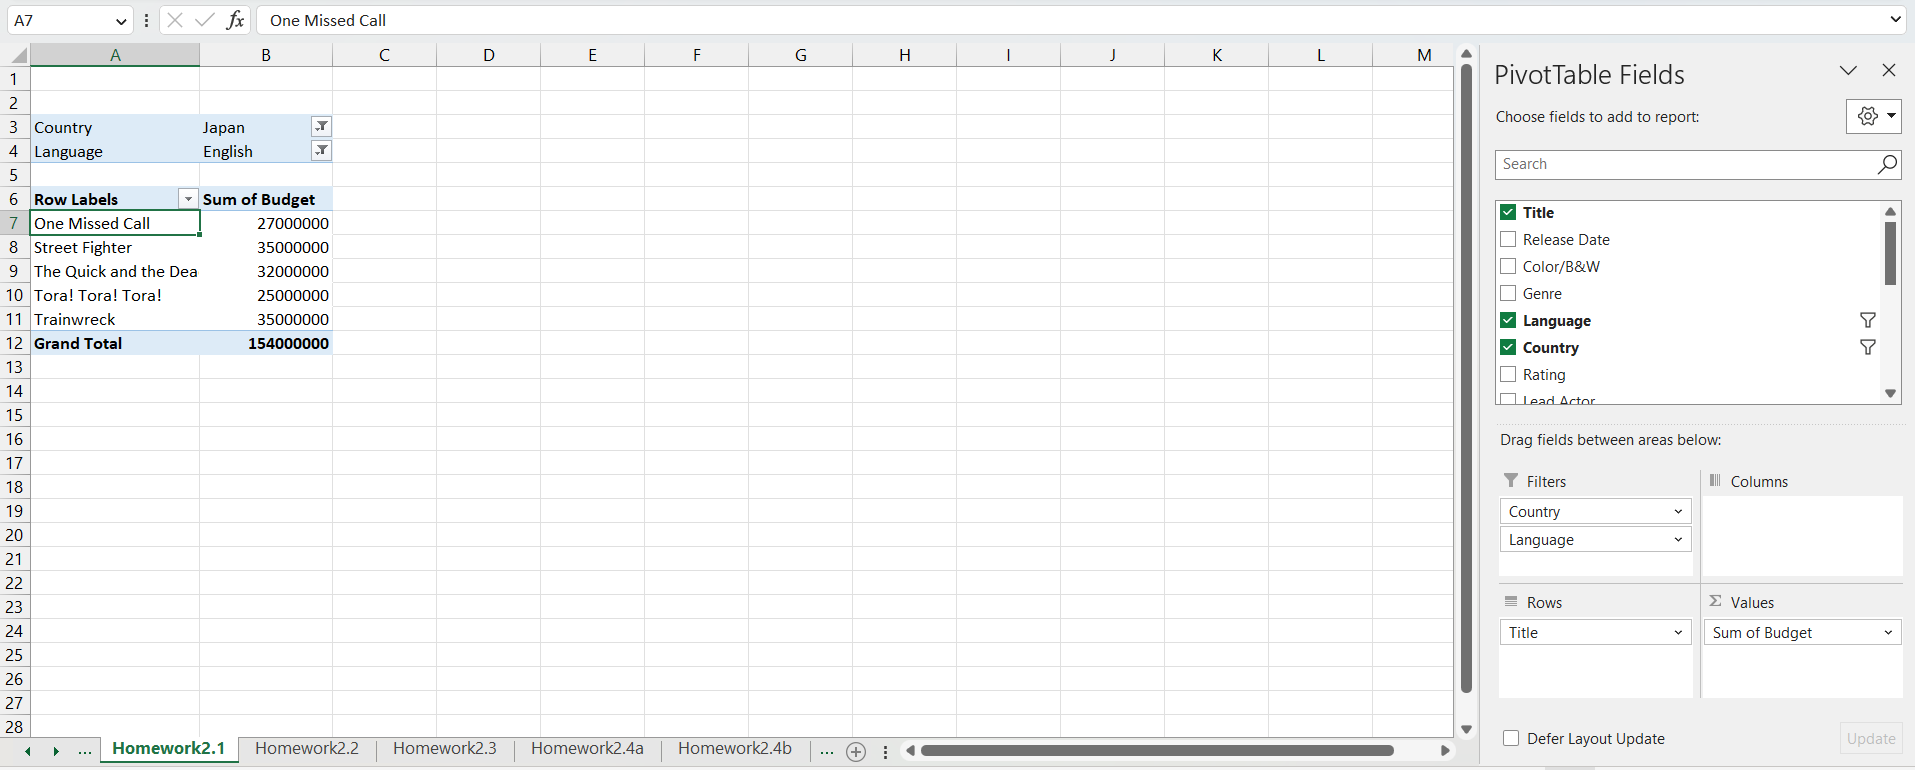 A7 fx One Missed Call
A B C D E F G H I J K L M
1
2
3 Country Japan
4 Language English
5
6 Row Labels Sum of Budget
7 One Missed Call 27000000
8 Street Fighter 35000000
9 The Quick and the Dea 32000000
10 Tora! Tora! Tora! 25000000
11 Trainwreck 35000000
12 Grand Total 154000000
13
14
15
16
17
18
19
20
21
22
23
24
25
26
27
28
... Homework2.1 Homework2.2 Homework2.3 Homework2.4a Homework2.4b ...
PivotTable Fields
Choose fields to add to report:
Search
Title
Release Date
Color/B&W
Genre
Language
Country
Rating
Lead Actor
Drag fields between areas below:
Filters
Country
Language
Columns
Rows
Title
Σ Values
Sum of Budget
Defer Layout Update
Update